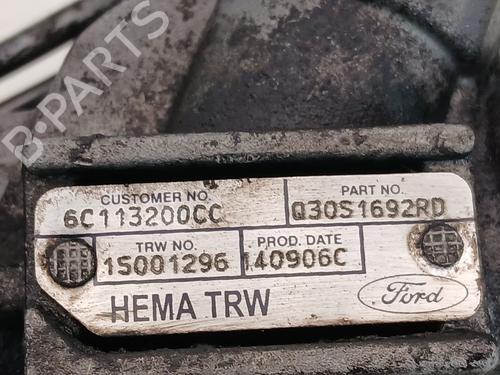 CUSTOMER NO. PART NO.
6C113200CC Q30S1692RD
TRW NO. PROD. DATE
15001296 140906C
HEMA TRW Ford
B-PARTS